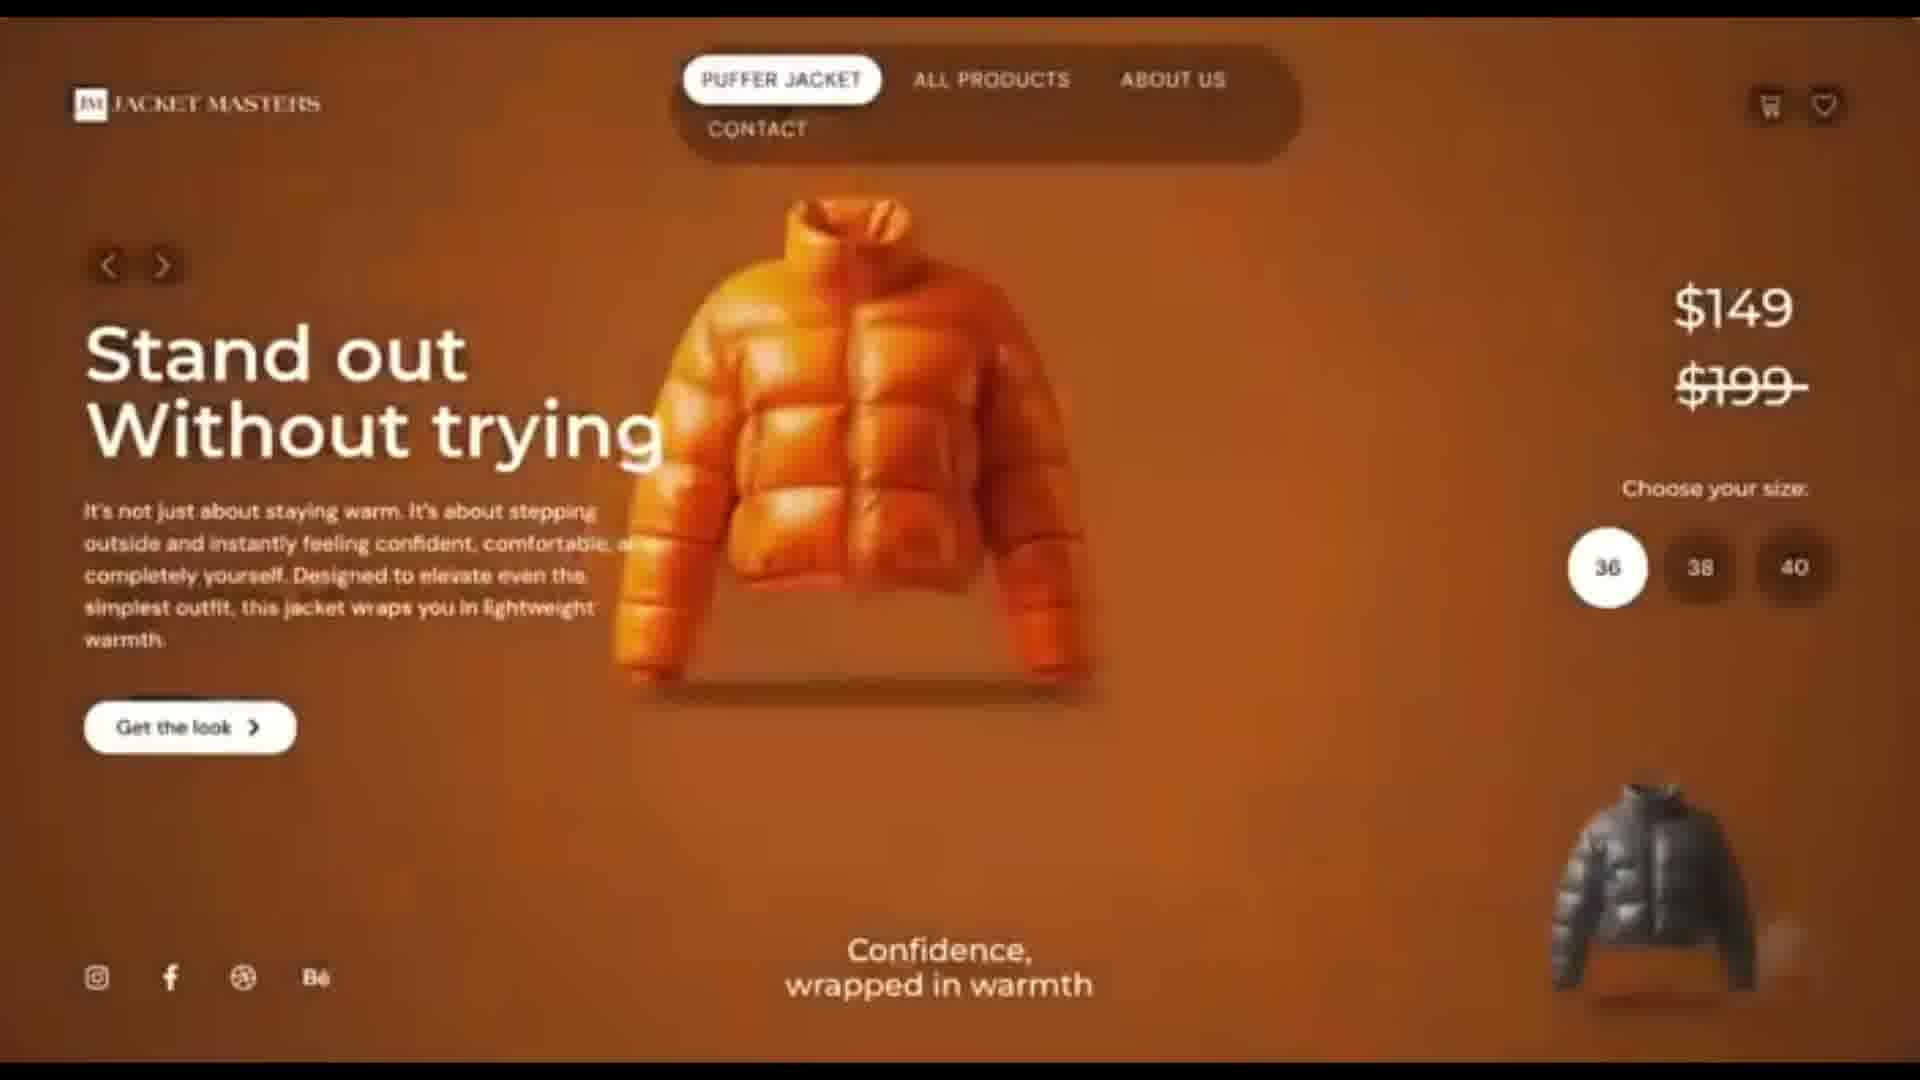 JM JACKET MASTERS
PUFFER JACKET ALL PRODUCTS ABOUT US
CONTACT
Stand out
Without trying
It's not just about staying warm. It's about stepping
outside and instantly feeling confident, comfortable,
completely yourself. Designed to elevate even the
simplest outfit, this jacket wraps you in lightweight
warmth.
Get the look
$149
$199
Choose your size:
36 38 40
Confidence,
wrapped in warmth
Bē